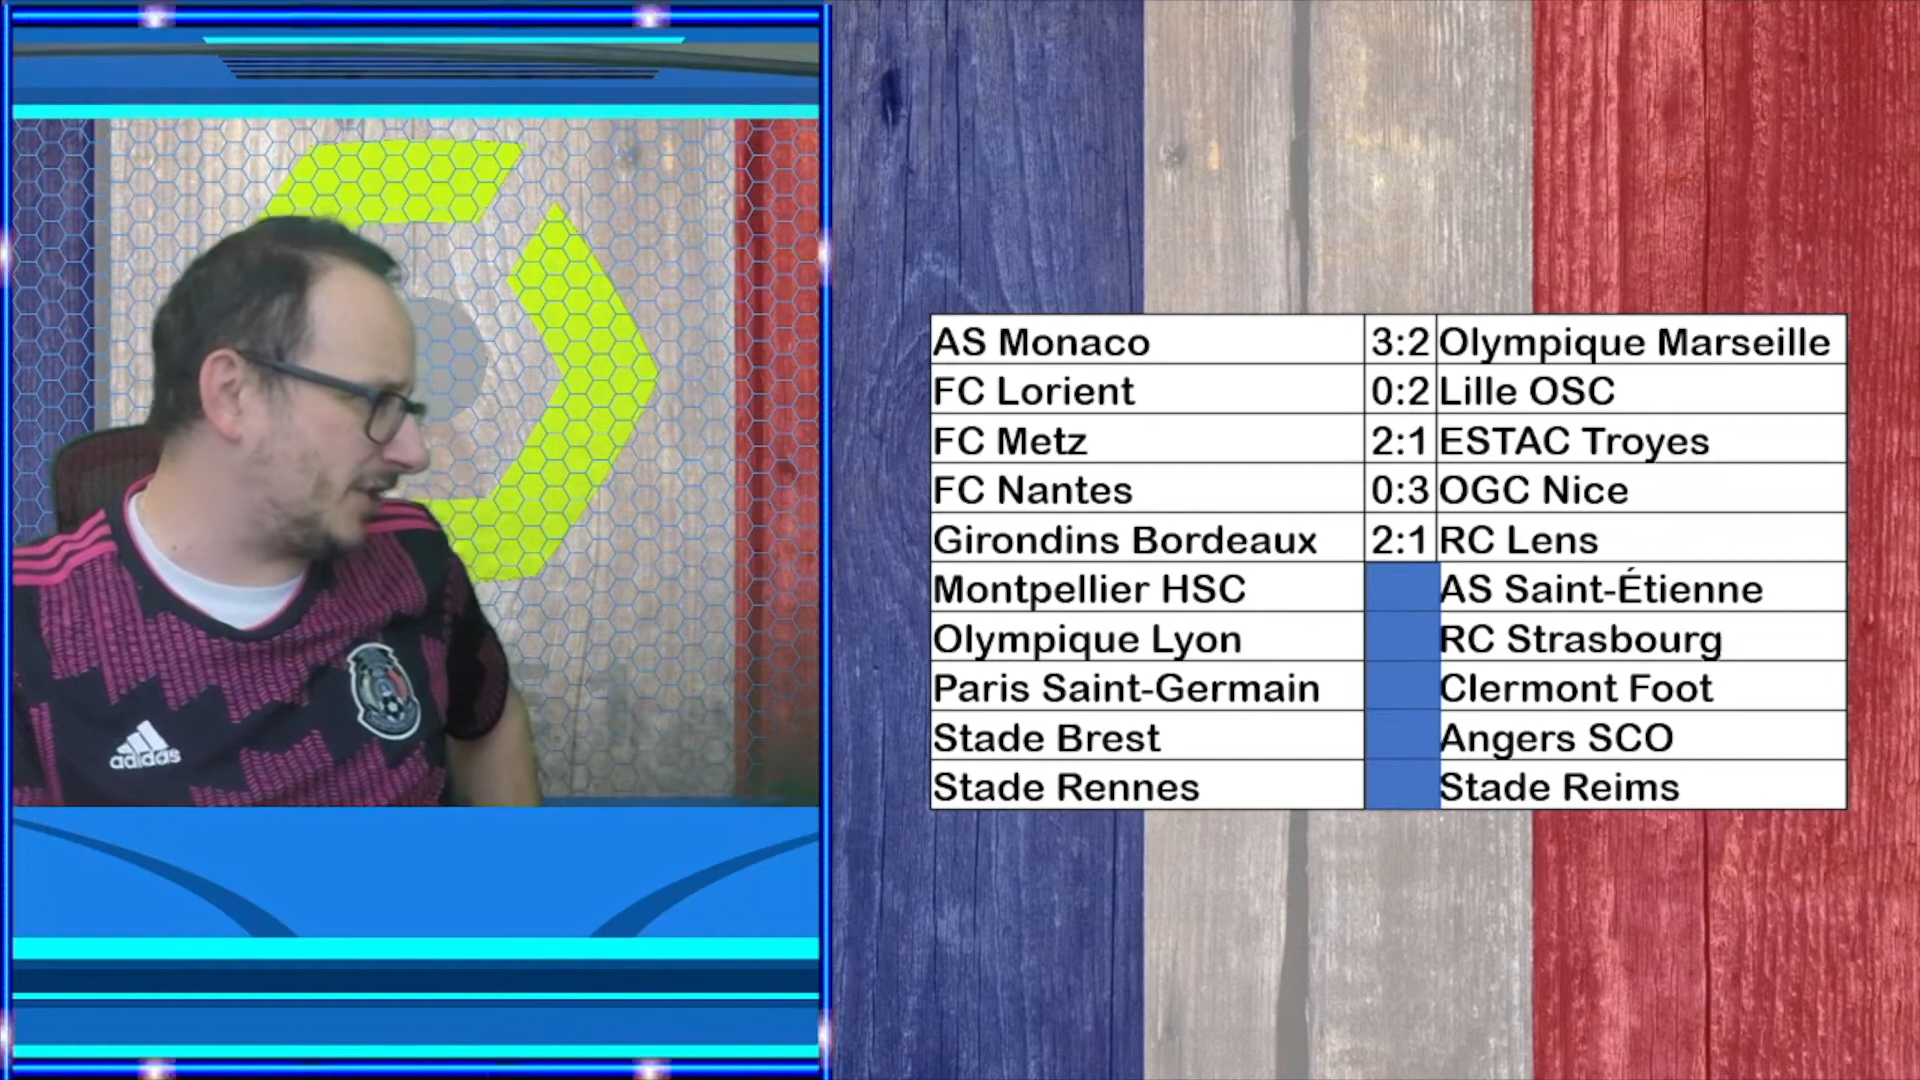 adidas
AS Monaco 3:2 Olympique Marseille
FC Lorient 0:2 Lille OSC
FC Metz 2:1 ESTAC Troyes
FC Nantes 0:3 OGC Nice
Girondins Bordeaux 2:1 RC Lens
Montpellier HSC AS Saint-Étienne
Olympique Lyon RC Strasbourg
Paris Saint-Germain Clermont Foot
Stade Brest Angers SCO
Stade Rennes Stade Reims